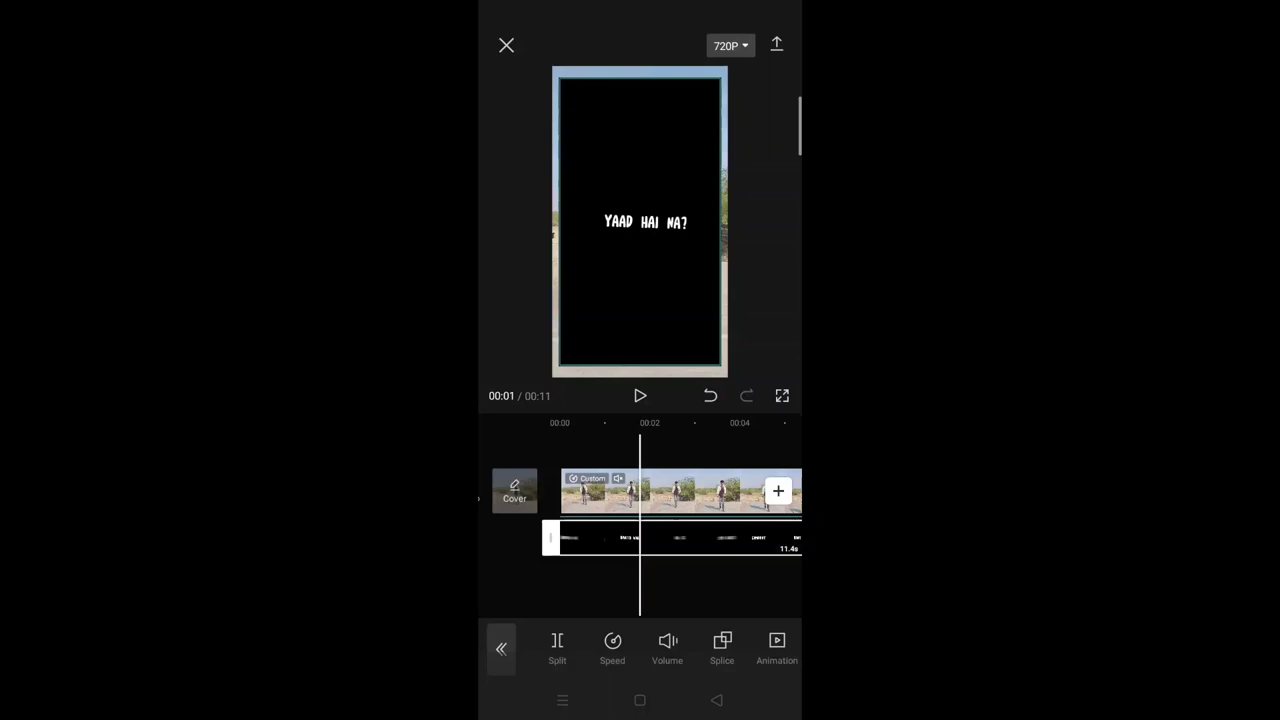 720P
YAAD HAI NA?
00:01 / 00:11
00:00 00:02 00:04
Custom
Cover
11.4s
Split Speed Volume Splice Animation